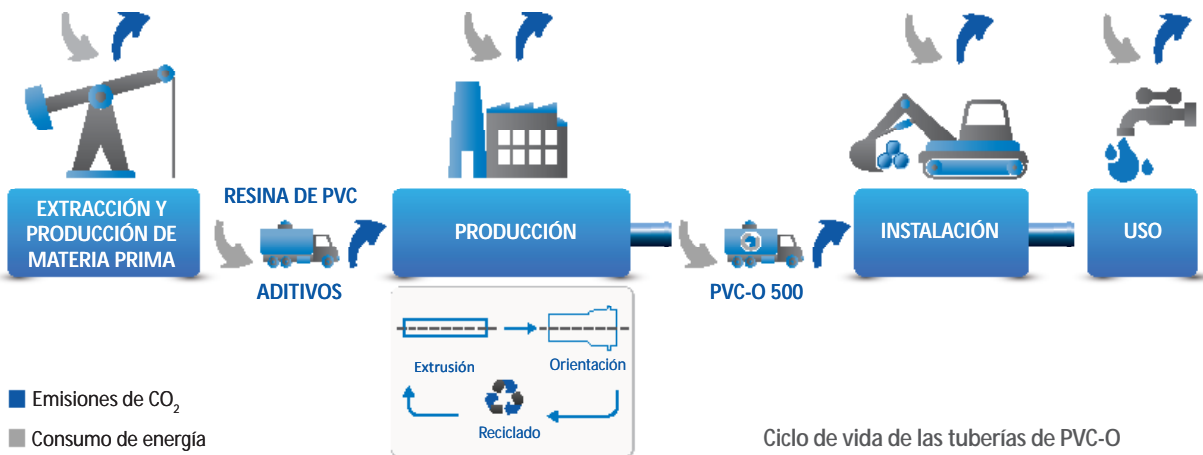 EXTRACCIÓN Y
PRODUCCIÓN DE
MATERIA PRIMA
RESINA DE PVC
ADITIVOS
PRODUCCIÓN
PVC-O 500
INSTALACIÓN
USO
Extrusión
Orientación
Reciclado
Emisiones de CO₂
Consumo de energía
Ciclo de vida de las tuberías de PVC-O